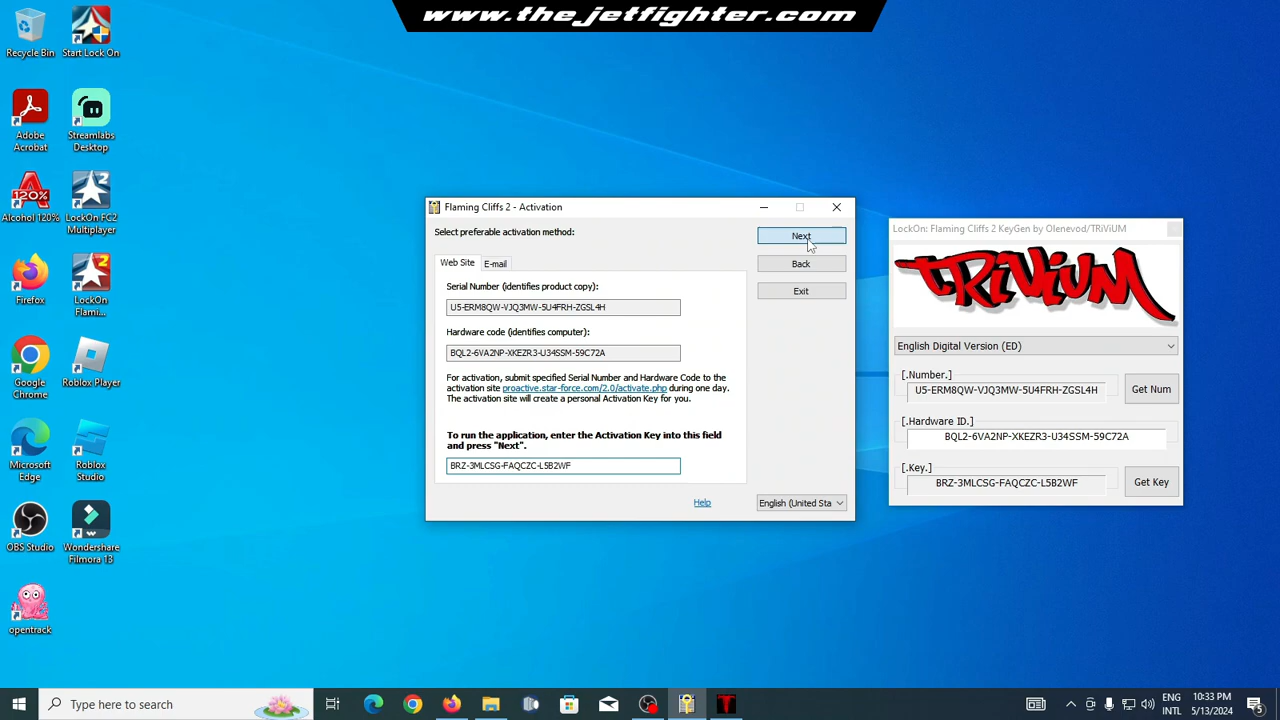 www.thejetfighter.com
Recycle Bin
Start Lock On
Adobe
Acrobat
Streamlabs
Desktop
Alcohol 120%
LockOn FC2
Multiplayer
Firefox
LockOn
Flami...
Google
Chrome
Roblox Player
Microsoft
Edge
Roblox
Studio
OBS Studio
Wondershare
Filmora 13
opentrack
Flaming Cliffs 2 - Activation
Select preferable activation method:
Next
Back
Exit
Web Site
E-mail
Serial Number (identifies product copy):
U5-ERM8QW-VJQ3MW-5U4FRH-ZGSL4H
Hardware code (identifies computer):
BQL2-6VA2NP-XKEZR3-U34SSM-59C72A
For activation, submit specified Serial Number and Hardware Code to the
activation site proactive.star-force.com/2.0/activate.php during one day.
The activation site will create a personal Activation Key for you.
To run the application, enter the Activation Key into this field
and press "Next".
BRZ-3MLCSG-FAQCZC-L5B2WF
Help
English (United Sta
LockOn: Flaming Cliffs 2 KeyGen by Olenevod/TRiViUM
TRiViUM
English Digital Version (ED)
[.Number.]
U5-ERM8QW-VJQ3MW-5U4FRH-ZGSL4H
Get Num
[.Hardware ID.]
BQL2-6VA2NP-XKEZR3-U34SSM-59C72A
[.Key.]
BRZ-3MLCSG-FAQCZC-L5B2WF
Get Key
Type here to search
ENG
INTL
10:33 PM
5/13/2024
5